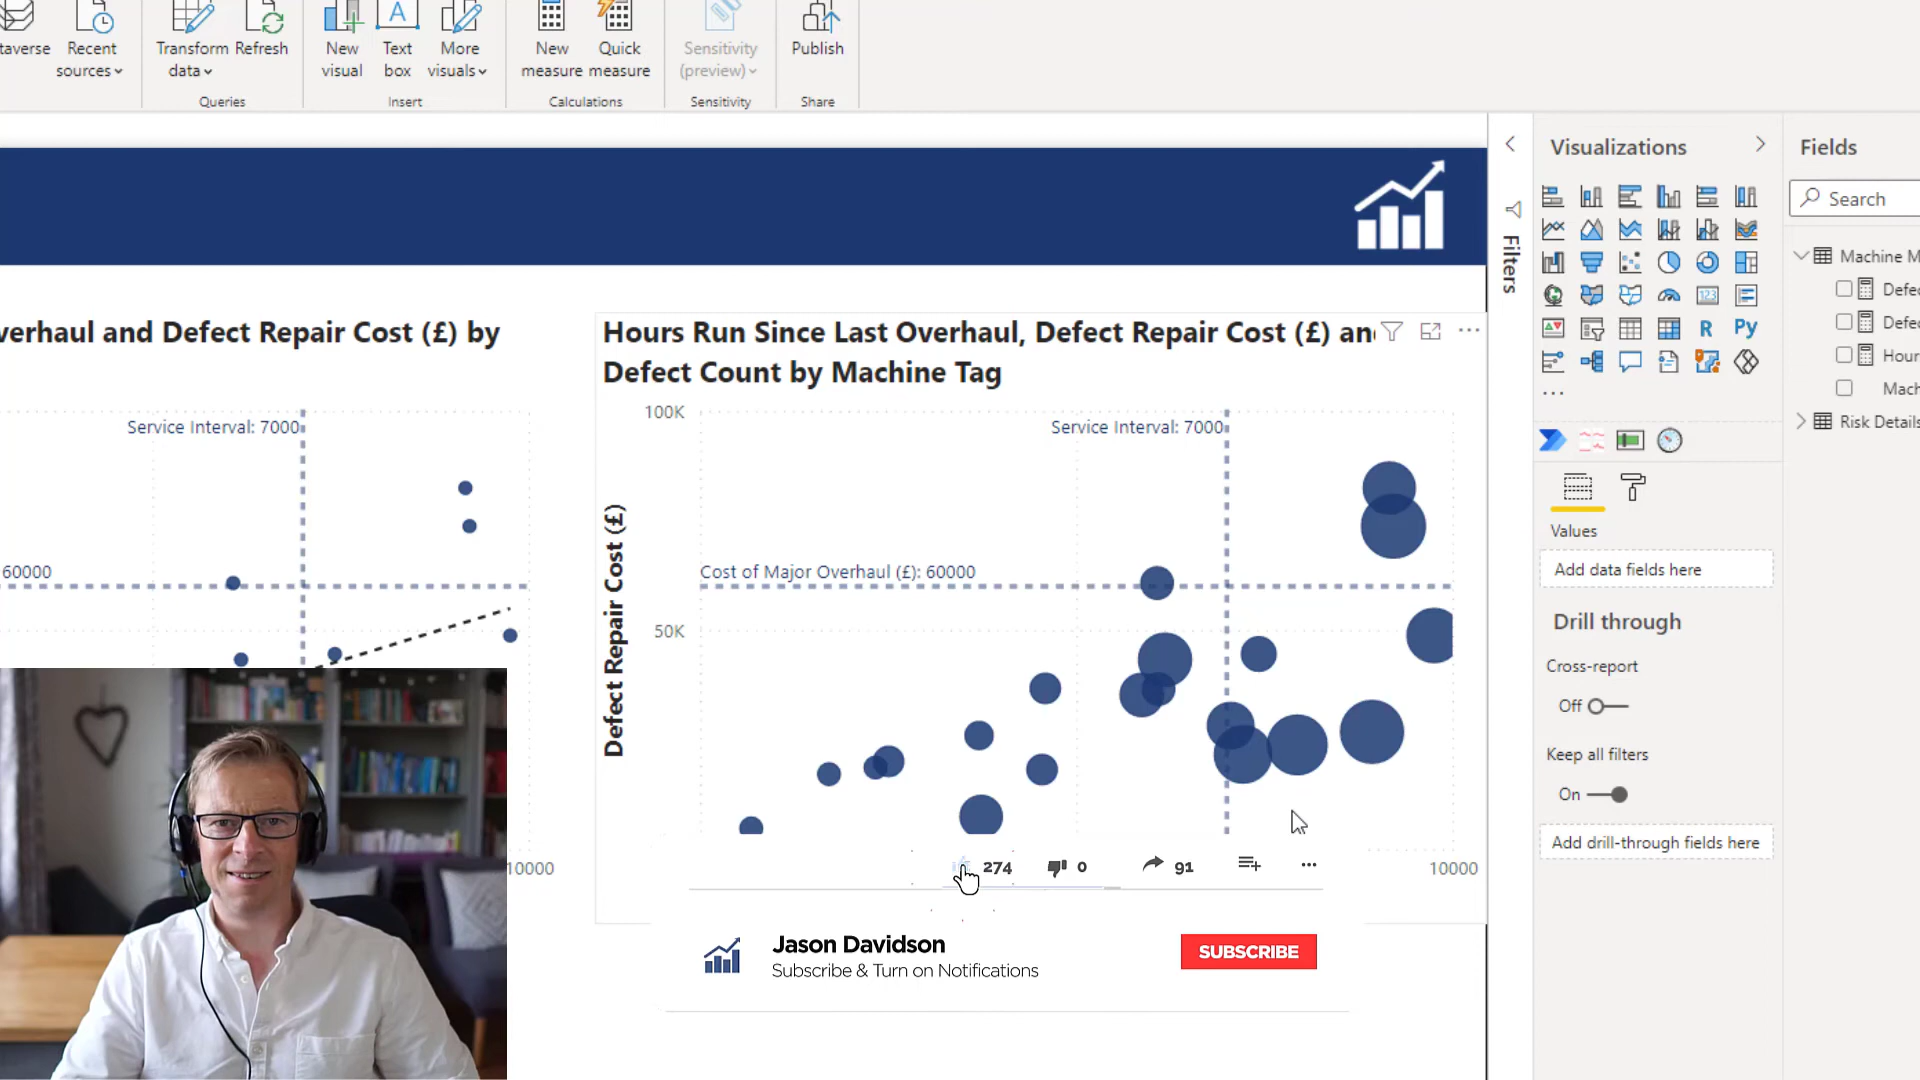 taverse
Recent
sources
Transform
data
Refresh
Queries
New
visual
Text
box
More
visuals
Insert
New
measure
Quick
measure
Calculations
Sensitivity
(preview)
Sensitivity
Publish
Share
verhaul and Defect Repair Cost (£) by
Service Interval: 7000
60000
10000
Hours Run Since Last Overhaul, Defect Repair Cost (£) an
Defect Count by Machine Tag
Defect Repair Cost (£)
100K
50K
Service Interval: 7000
Cost of Major Overhaul (£): 60000
10000
274
0
91
Jason Davidson
Subscribe & Turn on Notifications
SUBSCRIBE
Filters
Visualizations
123
R
Py
Values
Add data fields here
Drill through
Cross-report
Off
Keep all filters
On
Add drill-through fields here
Fields
Search
Machine M
Defec
Defec
Hour
Mach
Risk Details